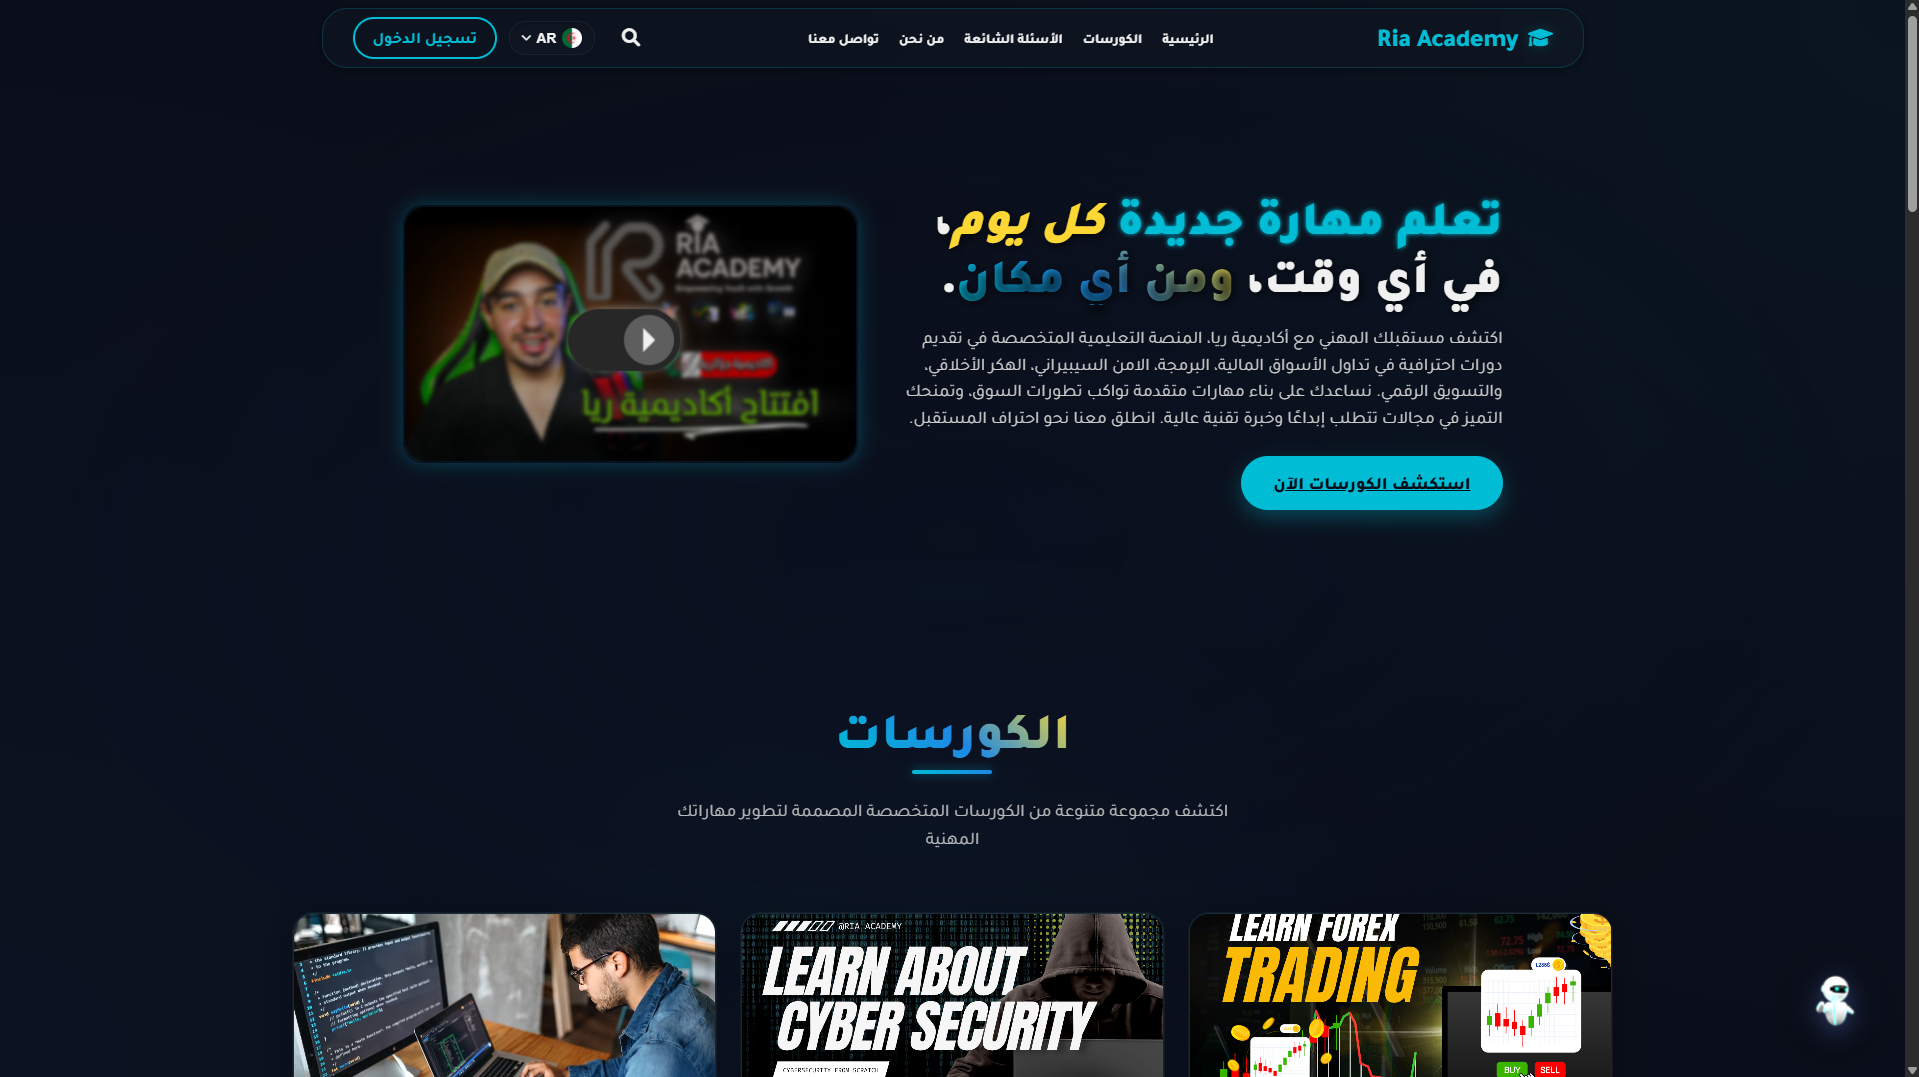 Ria Academy
الرئيسية
الكورسات
الأسئلة الشائعة
من نحن
تواصل معنا
AR
تسجيل الدخول
تعلم مهارة جديدة كل يوم،
في أي وقت، ومن أي مكان.
اكتشف مستقبلك المهني مع أكاديمية ريا، المنصة التعليمية المتخصصة في تقديم
دورات احترافية في تداول الأسواق المالية، البرمجة، الامن السيبيراني، الهكر الأخلاقي،
والتسويق الرقمي. نساعدك على بناء مهارات متقدمة تواكب تطورات السوق، وتمنحك
التميز في مجالات تتطلب إبداعًا وخبرة تقنية عالية. انطلق معنا نحو احتراف المستقبل.
استكشف الكورسات الآن
RIA
ACADEMY
افتتاح أكاديمية ريا
الكورسات
اكتشف مجموعة متنوعة من الكورسات المتخصصة المصممة لتطوير مهاراتك
المهنية
LEARN FOREX
TRADING
BUY
SELL
@RIA ACADEMY
LEARN ABOUT
CYBER SECURITY
CYBERSECURITY FROM SCRATCH